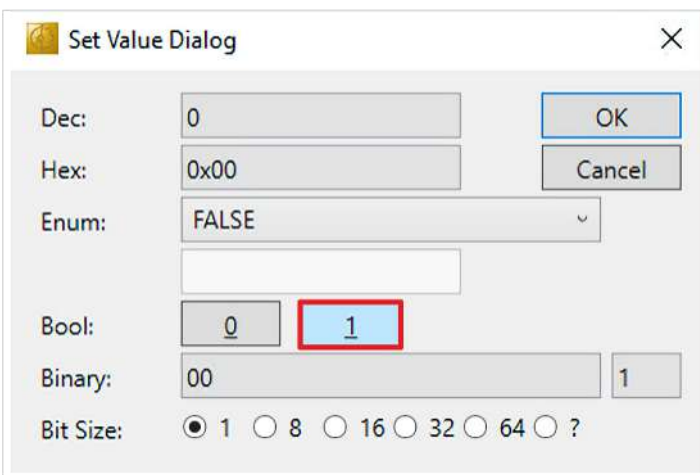 Set Value Dialog
Dec: 0 OK
Hex: 0x00 Cancel
Enum: FALSE
Bool: 0 1
Binary: 00 1
Bit Size: 1 8 16 32 64 ?